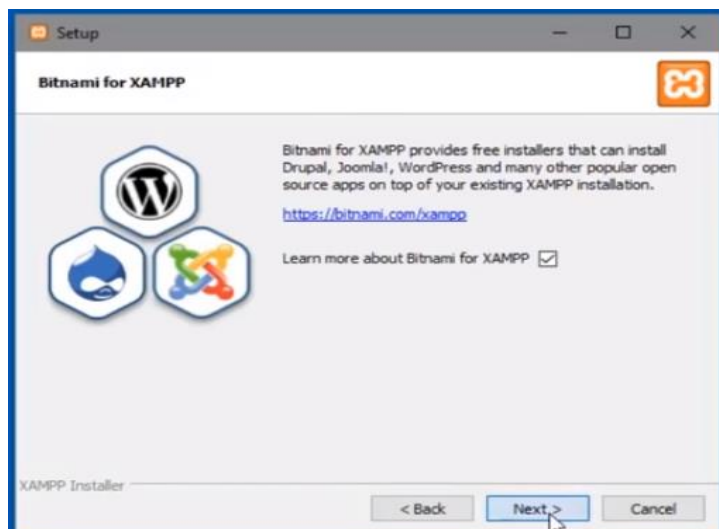 Setup
Bitnami for XAMPP
Bitnami for XAMPP provides free installers that can install
Drupal, Joomla!, WordPress and many other popular open
source apps on top of your existing XAMPP installation.
https://bitnami.com/xampp
Learn more about Bitnami for XAMPP
XAMPP Installer
< Back
Next >
Cancel